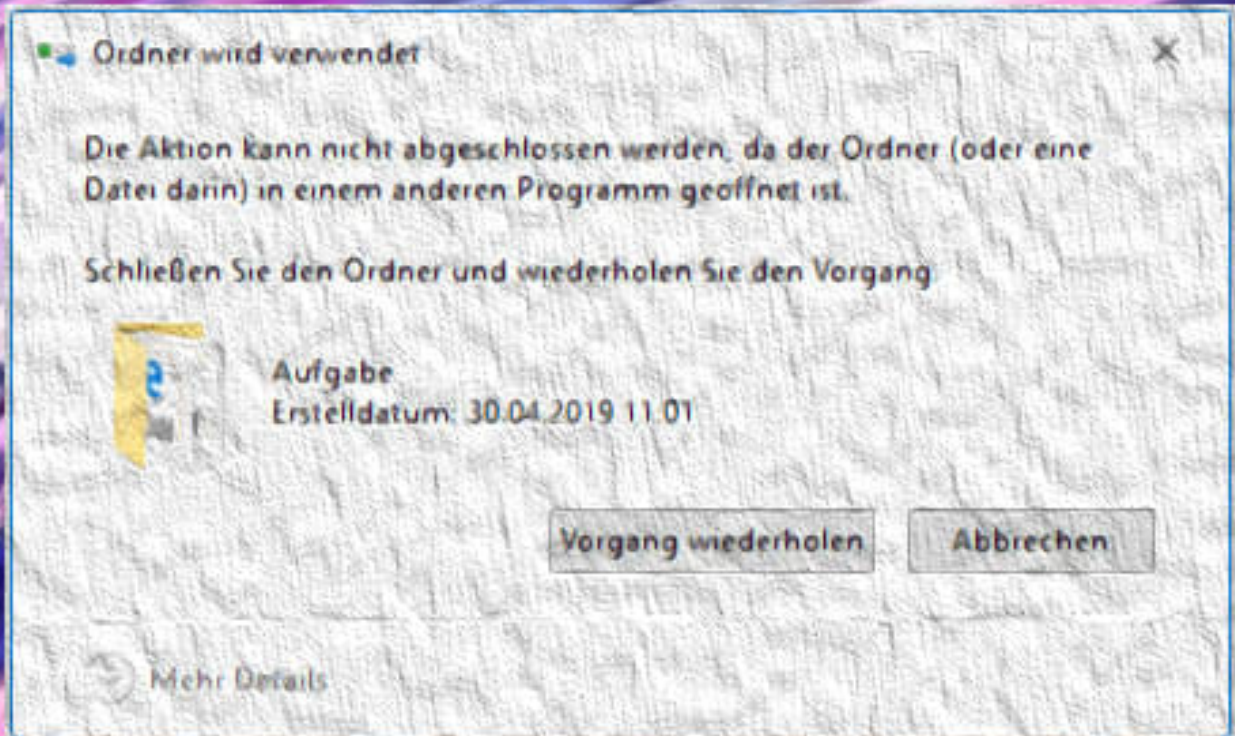 Ordner wird verwendet
Die Aktion kann nicht abgeschlossen werden, da der Ordner (oder eine
Datei darin) in einem anderen Programm geöffnet ist.
Schließen Sie den Ordner und wiederholen Sie den Vorgang
Aufgabe
Erstelldatum: 30.04.2019 11:01
Vorgang wiederholen
Abbrechen
Mehr Details